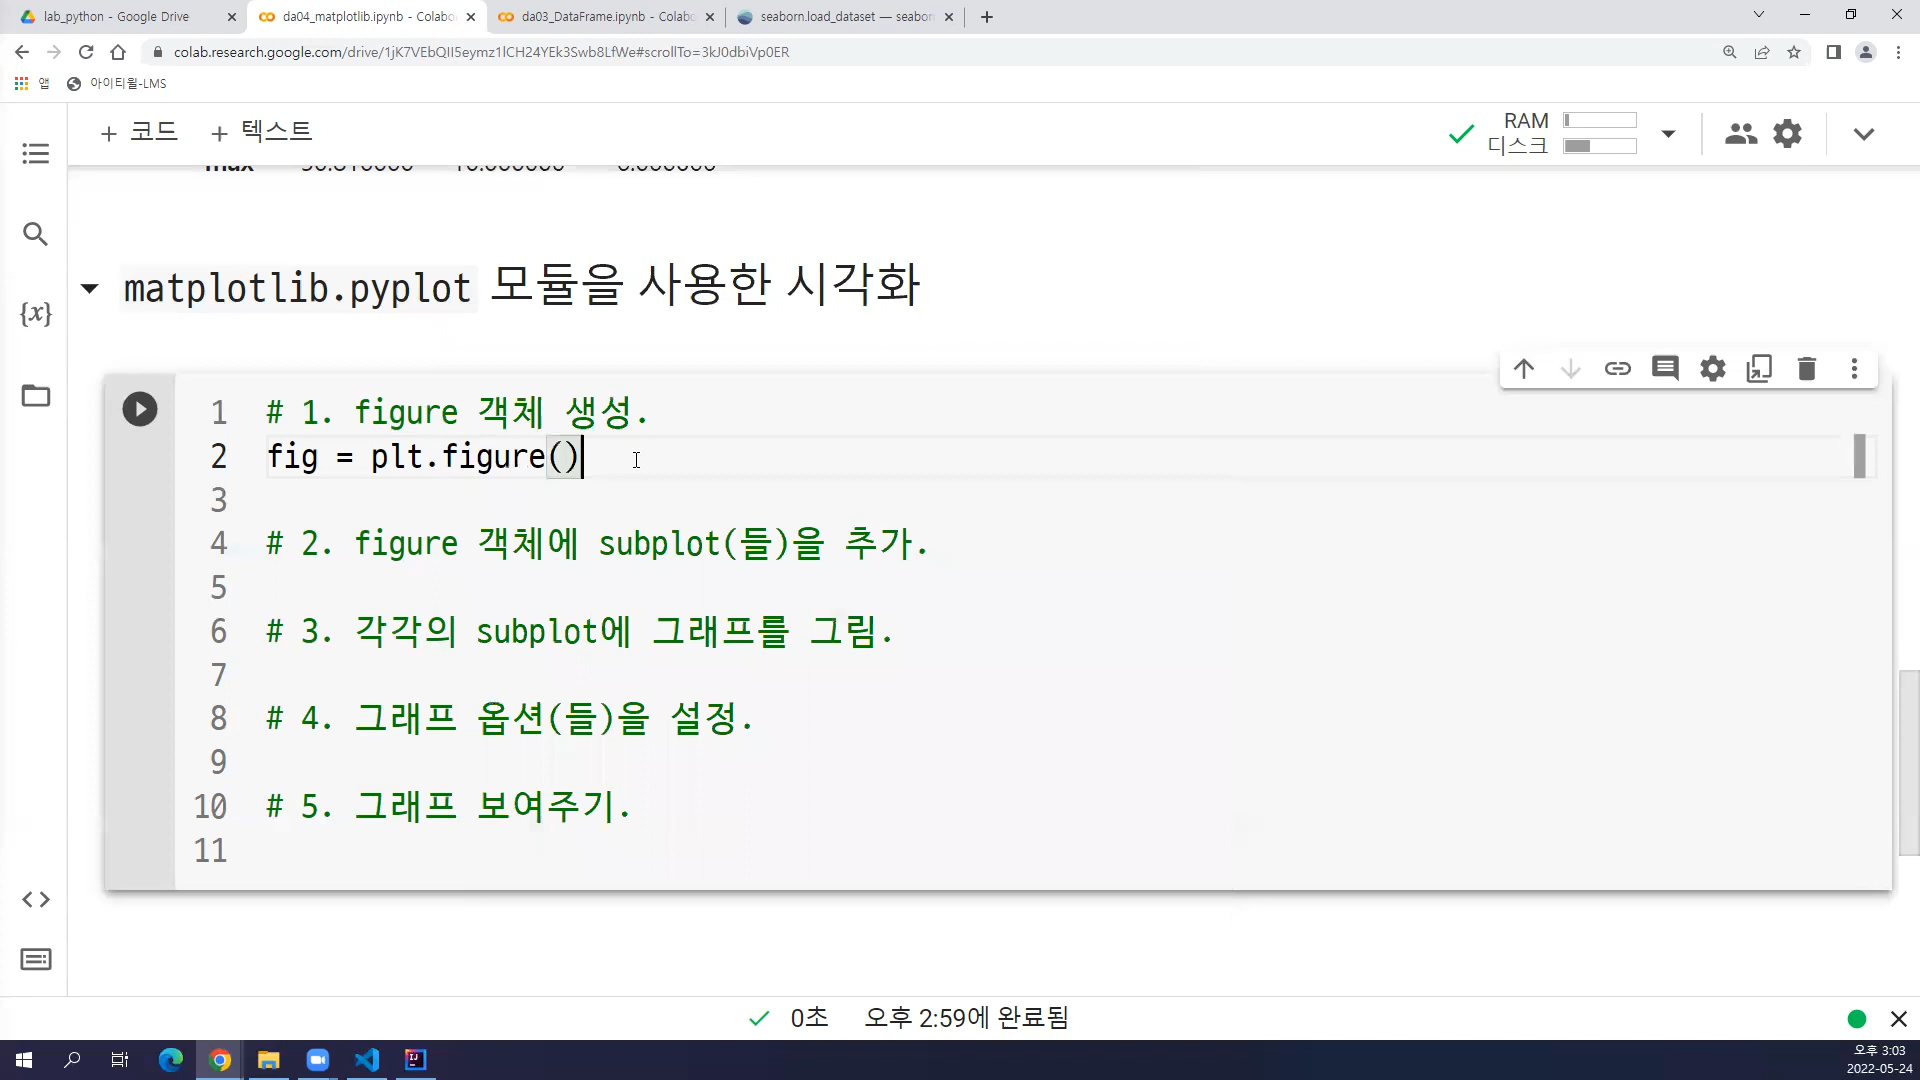 lab_python - Google Drive
da04_matplotlib.ipynb - Colabo
da03_DataFrame.ipynb - Colabo
seaborn.load_dataset — seabor
colab.research.google.com/drive/1jK7VEbQII5eymz1lCH24YEk3Swb8LfWe#scrollTo=3kJ0dbiVp0ER
앱
아이티윌-LMS
+ 코드
+ 텍스트
RAM
디스크
max
matplotlib.pyplot 모듈을 사용한 시각화
{x}
1 # 1. figure 객체 생성.
2 fig = plt.figure()
3
4 # 2. figure 객체에 subplot(들)을 추가.
5
6 # 3. 각각의 subplot에 그래프를 그림.
7
8 # 4. 그래프 옵션(들)을 설정.
9
10 # 5. 그래프 보여주기.
11
0초 오후 2:59에 완료됨
오후 3:03
2022-05-24